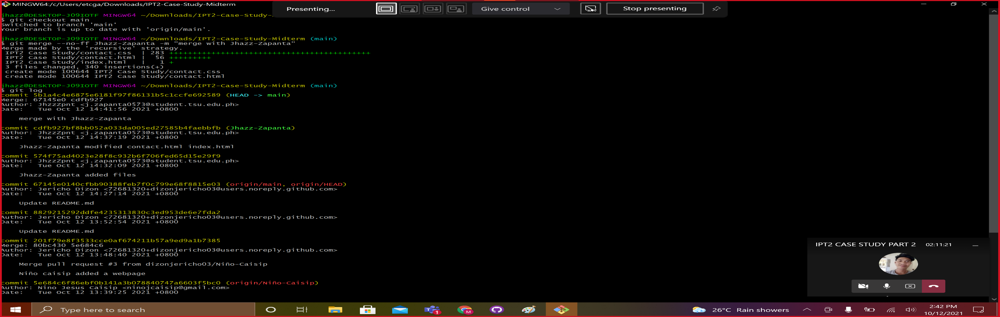 MINGW64:/c/Users/etcga/Downloads/IPT2-Case-Study-Midterm
Presenting...
Give control
Stop presenting
jhazz@DESKTOP-J09IOTF MINGW64 ~/Downloads/IPT2-Case-Study-
$ git checkout main
Switched to branch 'main'
Your branch is up to date with 'origin/main'.
jhazz@DESKTOP-J09IOTF MINGW64 ~/Downloads/IPT2-Case-Study-Midterm (main)
$ git merge --no-ff Jhazz-Zapanta -m "merge with Jhazz-Zapanta"
Merge made by the 'recursive' strategy.
IPT2 Case Study/contact.css | 283 +++++++++++++++++++++++++++++++++++++++++++
IPT2 Case Study/contact.html | 56 +++++++++
IPT2 Case Study/index.html | 1 +
3 files changed, 340 insertions(+)
create mode 100644 IPT2 Case Study/contact.css
create mode 100644 IPT2 Case Study/contact.html
jhazz@DESKTOP-J09IOTF MINGW64 ~/Downloads/IPT2-Case-Study-Midterm (main)
$ git log
commit 5b1a4c4e6875e6181f97f86131b5c1ccfe692589 (HEAD -> main)
Merge: 67145e0 cdfb927
Author: JhzzZpnt <j.zapanta0573@student.tsu.edu.ph>
Date: Tue Oct 12 14:41:56 2021 +0800
merge with Jhazz-Zapanta
commit cdfb927bf8bb052a033da005ed27585b4faebbfb (Jhazz-Zapanta)
Author: JhzzZpnt <j.zapanta0573@student.tsu.edu.ph>
Date: Tue Oct 12 14:37:19 2021 +0800
Jhazz-Zapanta modified contact.html index.html
commit 574f75ad4023e28f8c932b6f706fed65d15e29f9
Author: JhzzZpnt <j.zapanta0573@student.tsu.edu.ph>
Date: Tue Oct 12 14:32:09 2021 +0800
Jhazz-Zapanta added files
commit 67145e0140cfbb90388feb7f0c799e68f8815e03 (origin/main, origin/HEAD)
Author: Jericho Dizon <72681320+dizonjericho03@users.noreply.github.com>
Date: Tue Oct 12 14:27:14 2021 +0800
Update README.md
commit 8829215292ddfe4235313830c3ed953de6e7fda2
Author: Jericho Dizon <72681320+dizonjericho03@users.noreply.github.com>
Date: Tue Oct 12 13:52:54 2021 +0800
Update README.md
commit 201f79e8f3533cce0af674211b57a9ed9a1b7385
Merge: 80bc430 5e684c6
Author: Jericho Dizon <72681320+dizonjericho03@users.noreply.github.com>
Date: Tue Oct 12 13:48:40 2021 +0800
Merge pull request #3 from dizonjericho03/Niño-Caisip
Niño caisip added a webpage
commit 5e684c6f86ebf0b141a3b078840747a6603f5bc0 (origin/Niño-Caisip)
Author: Nino Jesus Caisip <ninojcaisip@gmail.com>
Date: Tue Oct 12 13:39:25 2021 +0800
IPT2 CASE STUDY PART 2 02:11:21
Type here to search
1
M
26°C Rain showers
2:42 PM
10/12/2021